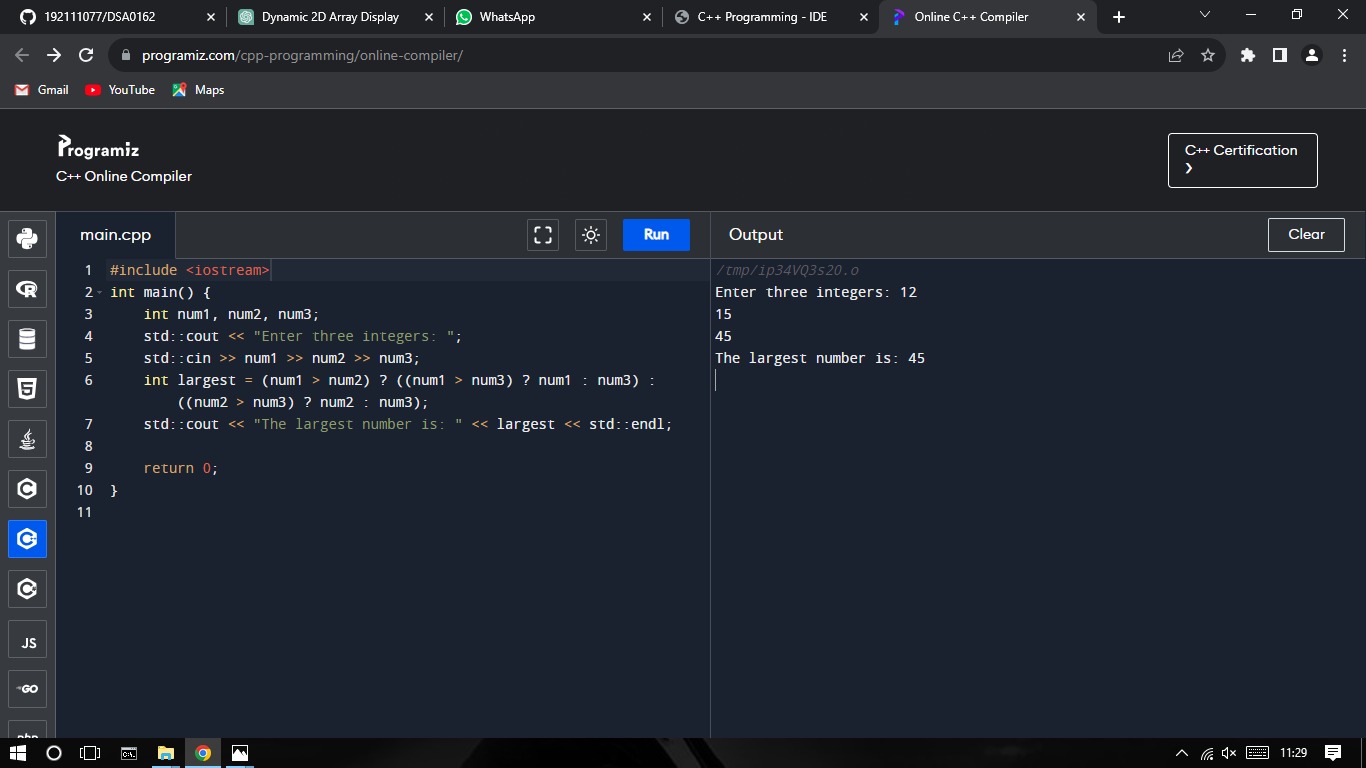 192111077/DSA0162
Dynamic 2D Array Display
WhatsApp
C++ Programming - IDE
Online C++ Compiler
programiz.com/cpp-programming/online-compiler/
Gmail
YouTube
Maps
Programiz
C++ Online Compiler
C++ Certification
main.cpp
Run
Output
Clear
1 #include <iostream>
2 int main() {
3 int num1, num2, num3;
4 std::cout << "Enter three integers: ";
5 std::cin >> num1 >> num2 >> num3;
6 int largest = (num1 > num2) ? ((num1 > num3) ? num1 : num3) :
((num2 > num3) ? num2 : num3);
7 std::cout << "The largest number is: " << largest << std::endl;
8
9 return 0;
10 }
11
/tmp/ip34VQ3s2O.o
Enter three integers: 12
15
45
The largest number is: 45
JS
GO
php
11:29